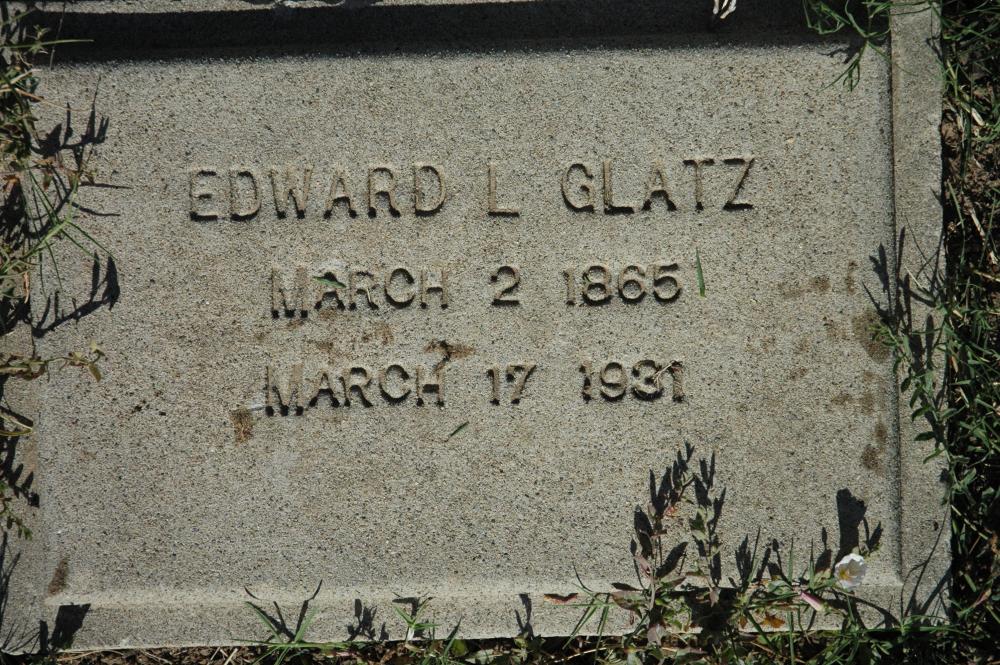 EDWARD L GLATZ
MARCH 2 1865
MARCH 17 1931